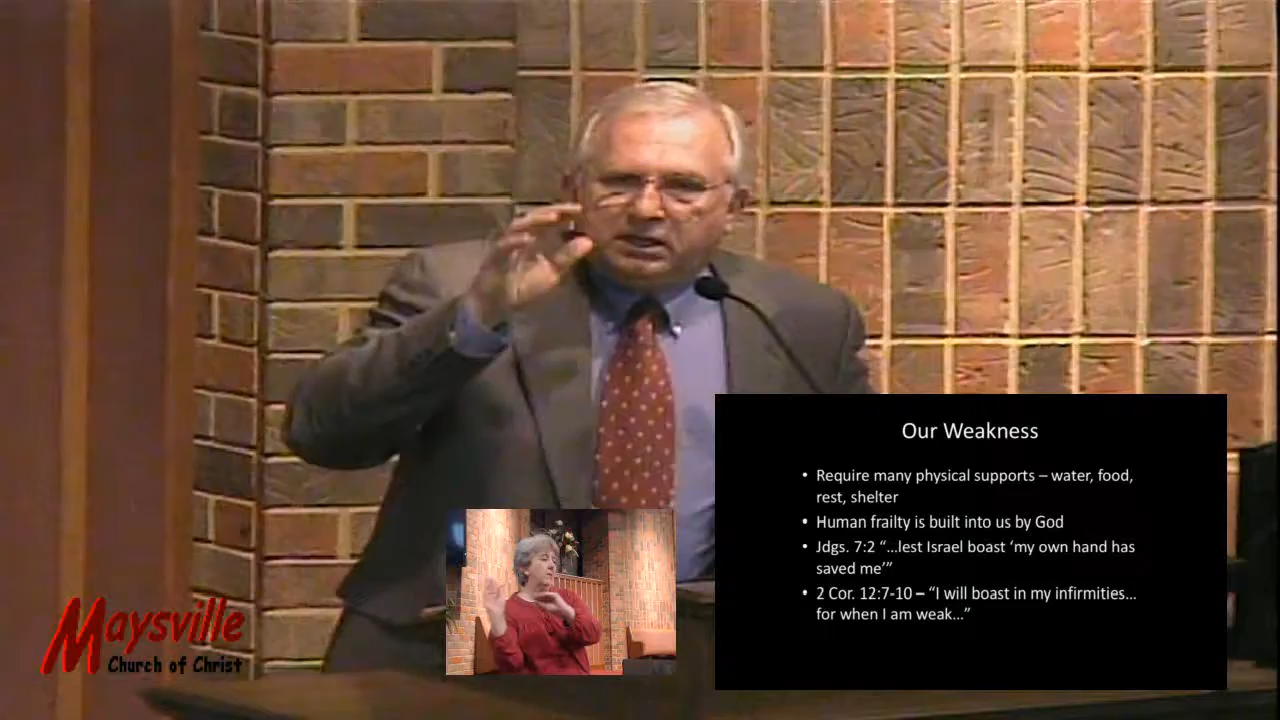 Our Weakness
• Require many physical supports – water, food,
rest, shelter
• Human frailty is built into us by God
• Jdgs. 7:2 “…lest Israel boast ‘my own hand has
saved me’”
• 2 Cor. 12:7-10 – “I will boast in my infirmities…
for when I am weak…”
Maysville
Church of Christ